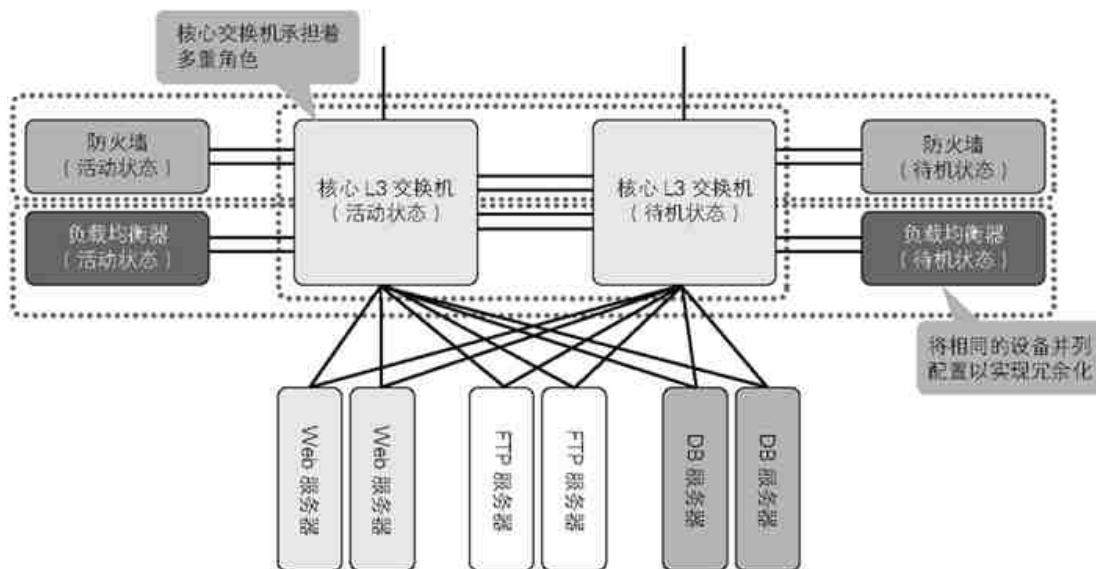 核心交换机承担着
多重角色
防火墙
（活动状态）
核心 L3 交换机
（活动状态）
核心 L3 交换机
（待机状态）
防火墙
（待机状态）
负载均衡器
（活动状态）
负载均衡器
（待机状态）
将相同的设备并列
配置以实现冗余化
Web 服务器
Web 服务器
FTP 服务器
FTP 服务器
DB 服务器
DB 服务器